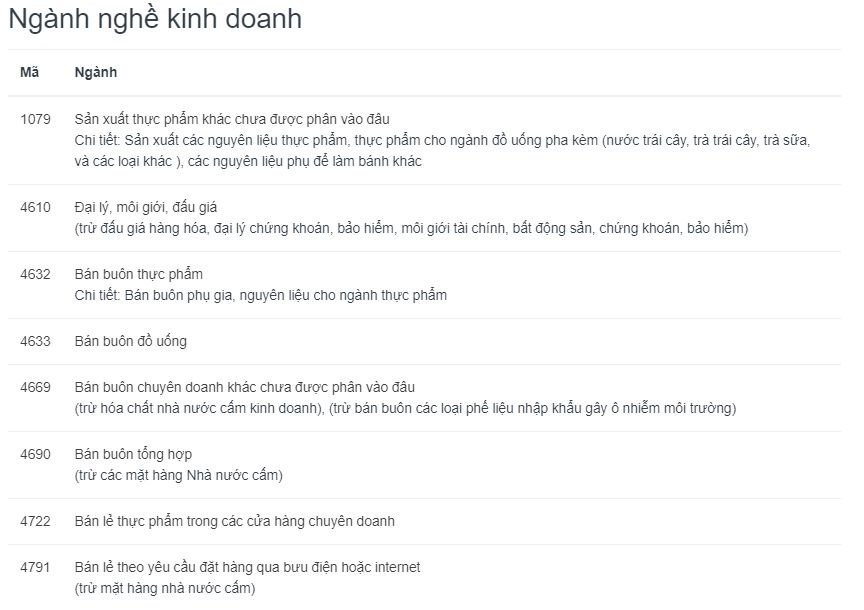 Ngành nghề kinh doanh
Mã Ngành
1079 Sản xuất thực phẩm khác chưa được phân vào đâu
Chi tiết: Sản xuất các nguyên liệu thực phẩm, thực phẩm cho ngành đồ uống pha kèm (nước trái cây, trà trái cây, trà sữa,
và các loại khác ), các nguyên liệu phụ để làm bánh khác
4610 Đại lý, môi giới, đấu giá
(trừ đấu giá hàng hóa, đại lý chứng khoán, bảo hiểm, môi giới tài chính, bất động sản, chứng khoán, bảo hiểm)
4632 Bán buôn thực phẩm
Chi tiết: Bán buôn phụ gia, nguyên liệu cho ngành thực phẩm
4633 Bán buôn đồ uống
4669 Bán buôn chuyên doanh khác chưa được phân vào đâu
(trừ hóa chất nhà nước cấm kinh doanh), (trừ bán buôn các loại phế liệu nhập khẩu gây ô nhiễm môi trường)
4690 Bán buôn tổng hợp
(trừ các mặt hàng Nhà nước cấm)
4722 Bán lẻ thực phẩm trong các cửa hàng chuyên doanh
4791 Bán lẻ theo yêu cầu đặt hàng qua bưu điện hoặc internet
(trừ mặt hàng nhà nước cấm)